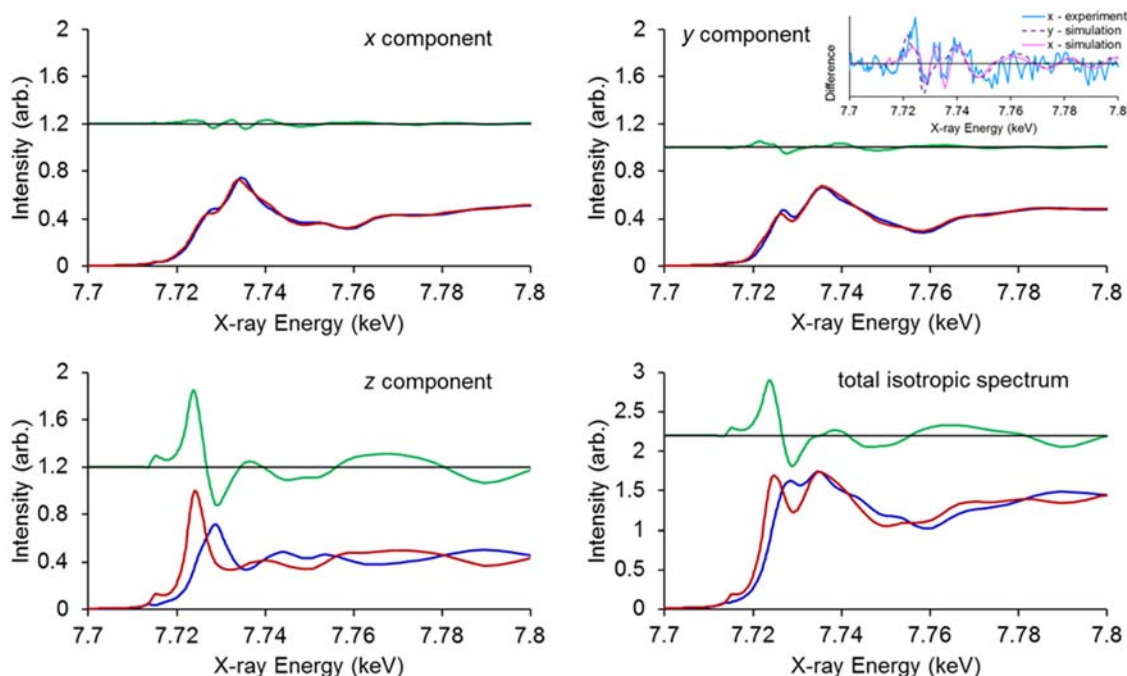 x component
Intensity (arb.)
2
1.6
1.2
0.8
0.4
0
7.7 7.72 7.74 7.76 7.78 7.8
X-ray Energy (keV)
y component
Intensity (arb.)
2
1.6
1.2
0.8
0.4
0
7.7 7.72 7.74 7.76 7.78 7.8
X-ray Energy (keV)
x - experiment
y - simulation
x - simulation
Difference
7.7 7.72 7.74 7.76 7.78 7.8
X-ray Energy (keV)
z component
Intensity (arb.)
2
1.6
1.2
0.8
0.4
0
7.7 7.72 7.74 7.76 7.78 7.8
X-ray Energy (keV)
total isotropic spectrum
Intensity (arb.)
3
2.5
2
1.5
1
0.5
0
7.7 7.72 7.74 7.76 7.78 7.8
X-ray Energy (keV)